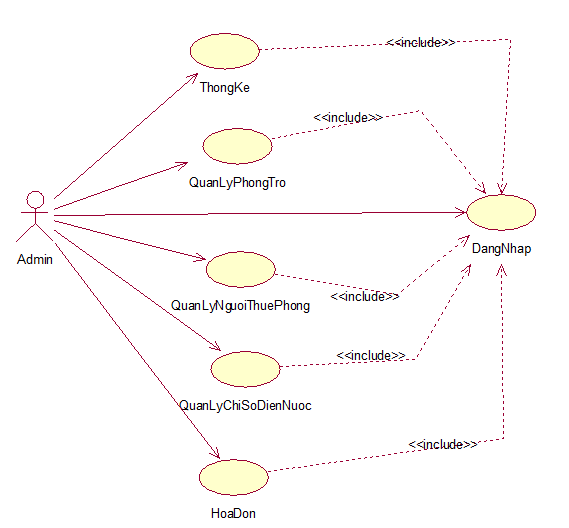 <<include>>
ThongKe
<<include>>
QuanLyPhongTro
Admin
DangNhap
QuanLyNguoiThuePhong
<<include>>
<<include>>
QuanLyChiSoDienNuoc
<<include>>
HoaDon